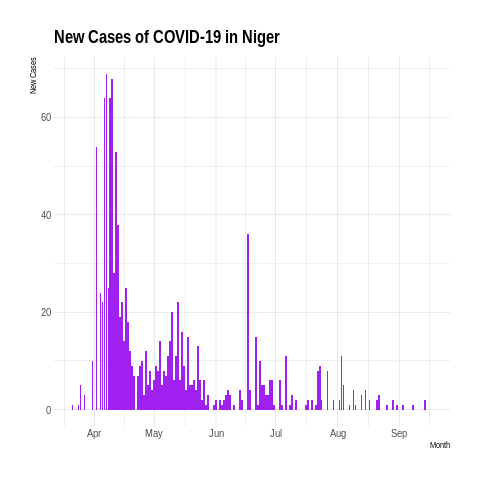 New Cases of COVID-19 in Niger
New Cases
60
40
20
0
Apr May Jun Jul Aug Sep
Month